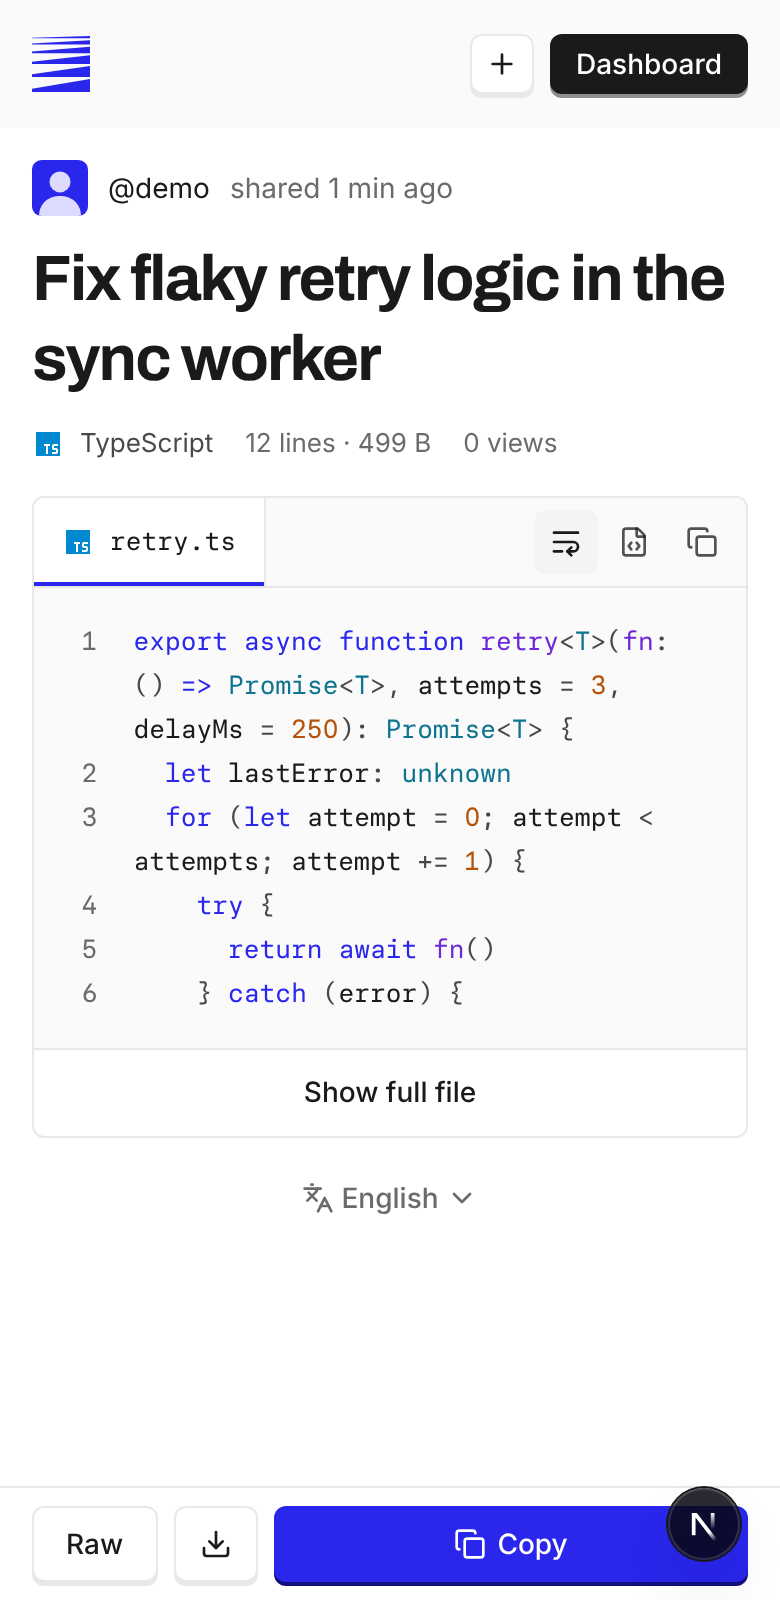 Dashboard
@demo shared 1 min ago
Fix flaky retry logic in the
sync worker
TS TypeScript 12 lines · 499 B 0 views
TS retry.ts
1 export async function retry<T>(fn:
() => Promise<T>, attempts = 3,
delayMs = 250): Promise<T> {
2   let lastError: unknown
3   for (let attempt = 0; attempt <
attempts; attempt += 1) {
4     try {
5       return await fn()
6     } catch (error) {
Show full file
English
Raw Copy N